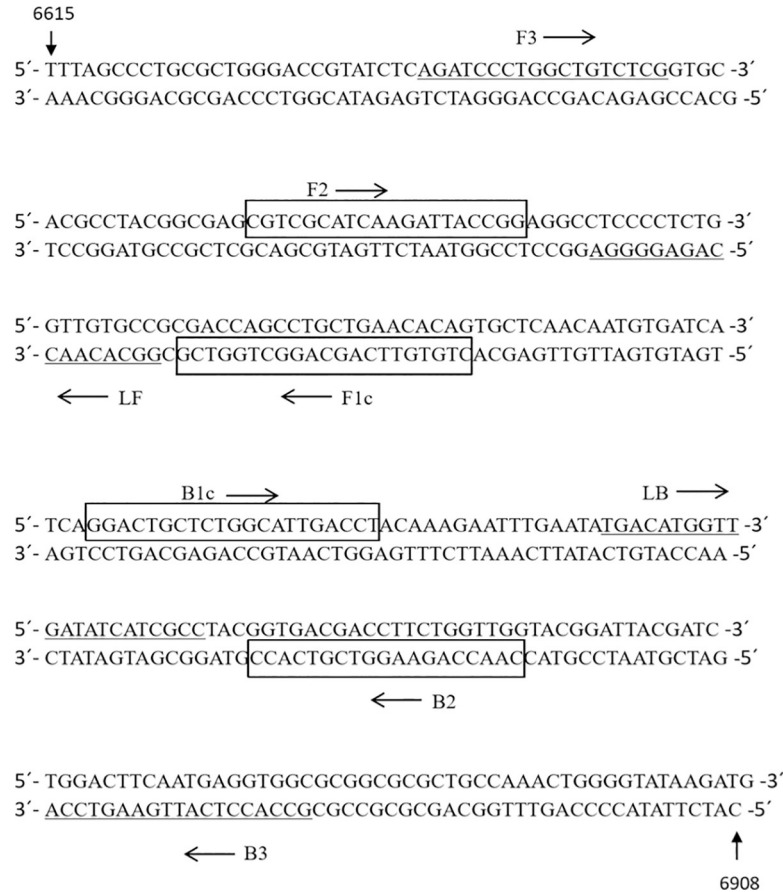 6615
F3
5´- TTTAGCCCTGCGCTGGGACCGTATCTCAGATCCCTGGCTGTCTCGGTGC -3´
3´- AAACGGGACGCGACCCTGGCATAGAGTCTAGGGACCGACAGAGCCACG -5´
F2
5´- ACGCCTACGGCGAGCGTCGCATCAAGATTACCGGAGGCCTCCCCTCTG -3´
3´- TCCGGATGCCGCTCGCAGCGTAGTTCTAATGGCCTCCGGAGGGGAGAC -5´
5´- GTTGTGCCGCGACCAGCCTGCTGAACACAGTGCTCAACAATGTGATCA -3´
3´- CAACACGGCGCTGGTCGGACGACTTGTGTCACGAGTTGTTAGTGTAGT -5´
LF F1c
B1c LB
5´- TCAGGACTGCTCTGGCATTGACCTACAAAGAATTTGAATATGACATGGTT -3´
3´- AGTCCTGACGAGACCGTAACTGGAGTTTCTTAAACTTATACTGTACCAA -5´
5´- GATATCATCGCCTACGGTGACGACCTTCTGGTTGGTACGGATTACGATC -3´
3´- CTATAGTAGCGGATGCCACTGCTGGAAGACCAACCATGCCTAATGCTAG -5´
B2
5´- TGGACTTCAATGAGGTGGCGCGGCGCGCTGCCAAACTGGGGTATAAGATG -3´
3´- ACCTGAAGTTACTCCACCGCGCCGCGCGACGGTTTGACCCCATATTCTAC -5´
B3
6908